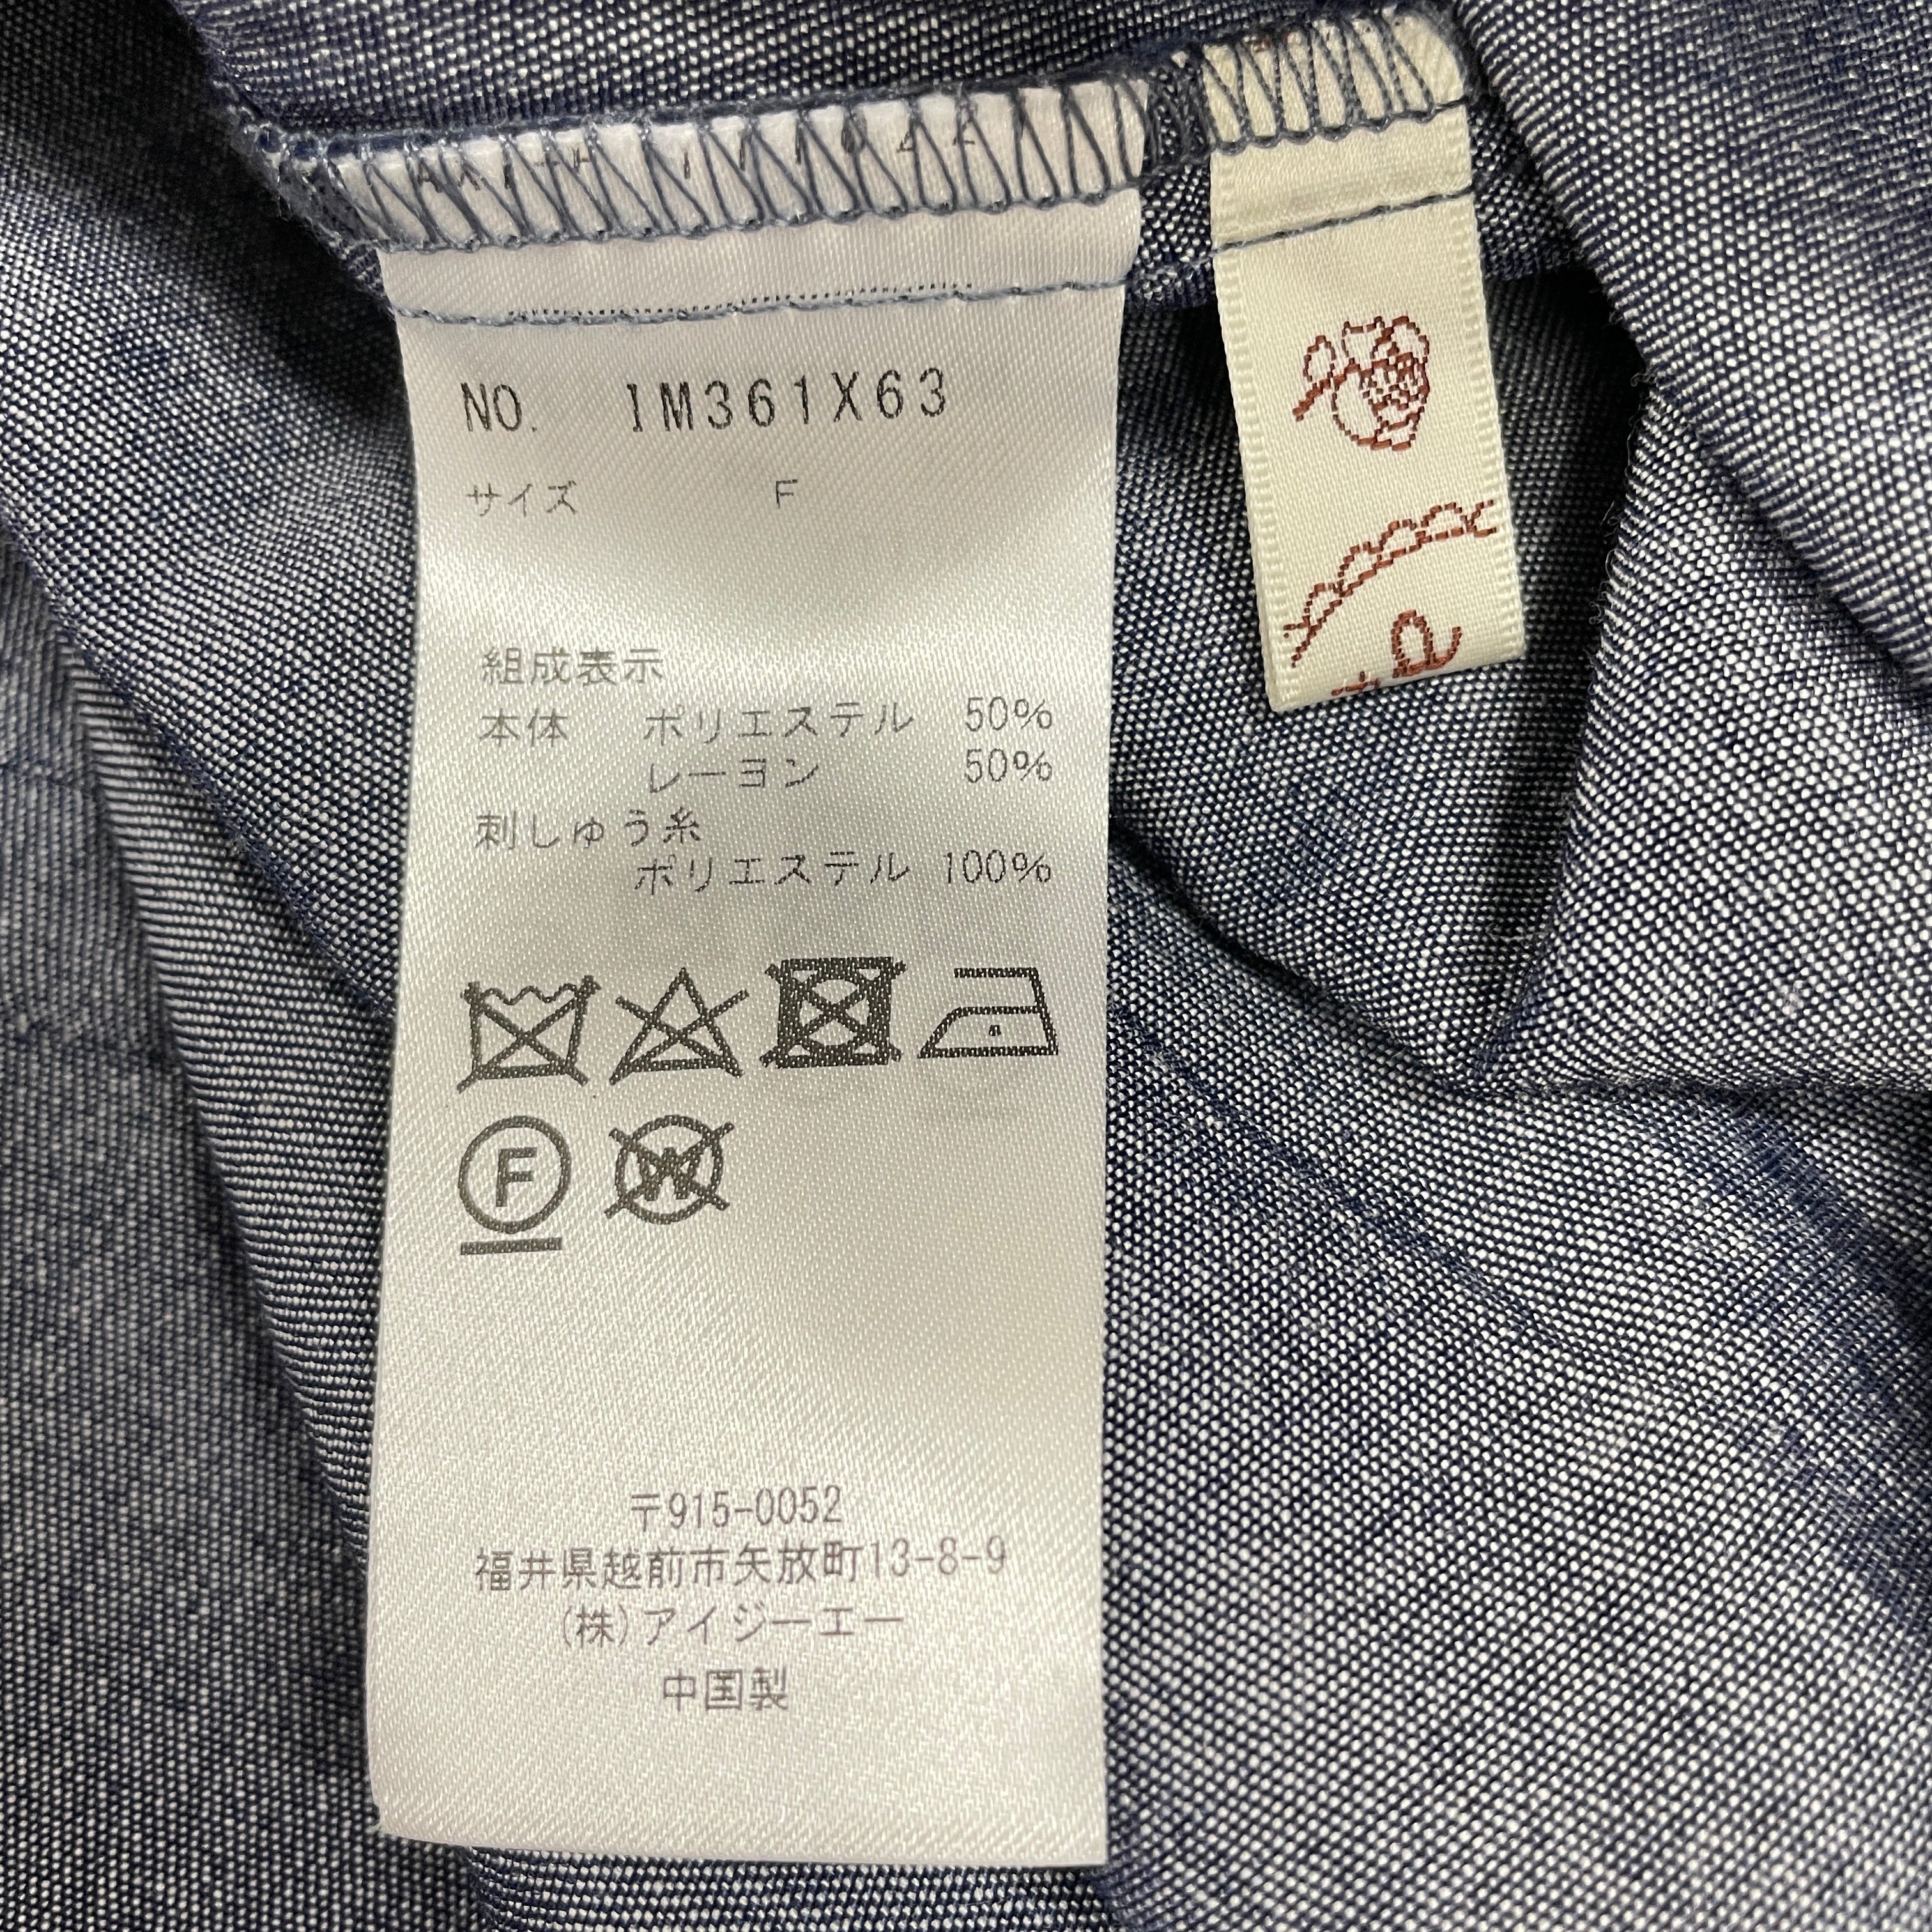 NO. IM361X63
サイズ F
組成表示
本体 ポリエステル 50%
レーヨン 50%
刺しゅう糸
ポリエステル 100%
F
W
〒915-0052
福井県越前市矢放町13-8-9
(株)アイジーエー
中国製